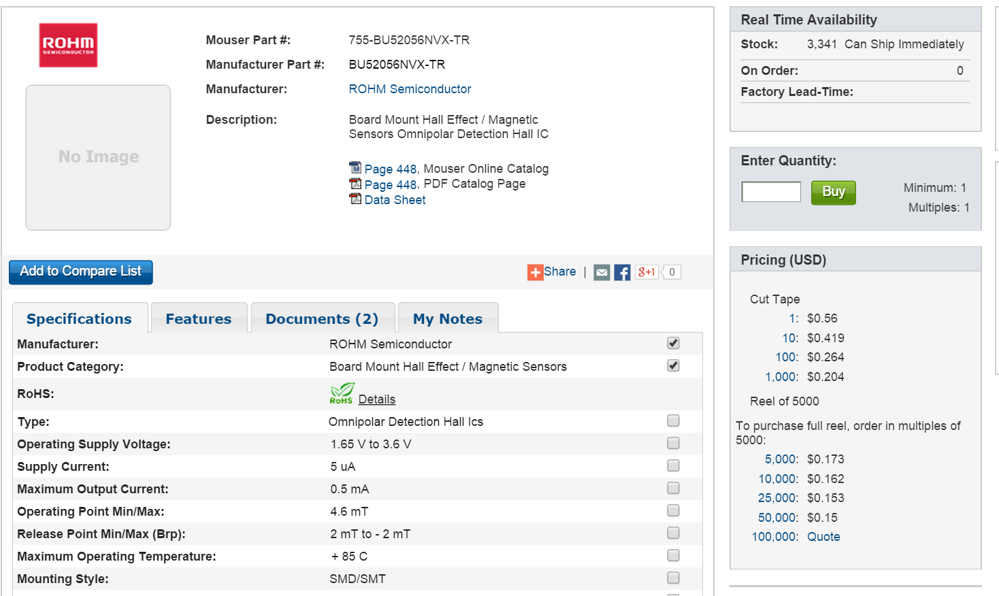 ROHM
SEMICONDUCTOR
No Image
Mouser Part #: 755-BU52056NVX-TR
Manufacturer Part #: BU52056NVX-TR
Manufacturer: ROHM Semiconductor
Description: Board Mount Hall Effect / Magnetic
Sensors Omnipolar Detection Hall IC
Page 448, Mouser Online Catalog
Page 448, PDF Catalog Page
Data Sheet
Add to Compare List
Share | g+1 0
Specifications Features Documents (2) My Notes
Manufacturer: ROHM Semiconductor
Product Category: Board Mount Hall Effect / Magnetic Sensors
RoHS: RoHS Details
Type: Omnipolar Detection Hall Ics
Operating Supply Voltage: 1.65 V to 3.6 V
Supply Current: 5 uA
Maximum Output Current: 0.5 mA
Operating Point Min/Max: 4.6 mT
Release Point Min/Max (Brp): 2 mT to - 2 mT
Maximum Operating Temperature: + 85 C
Mounting Style: SMD/SMT
Real Time Availability
Stock: 3,341 Can Ship Immediately
On Order: 0
Factory Lead-Time:
Enter Quantity:
Buy
Minimum: 1
Multiples: 1
Pricing (USD)
Cut Tape
1: $0.56
10: $0.419
100: $0.264
1,000: $0.204
Reel of 5000
To purchase full reel, order in multiples of
5000:
5,000: $0.173
10,000: $0.162
25,000: $0.153
50,000: $0.15
100,000: Quote